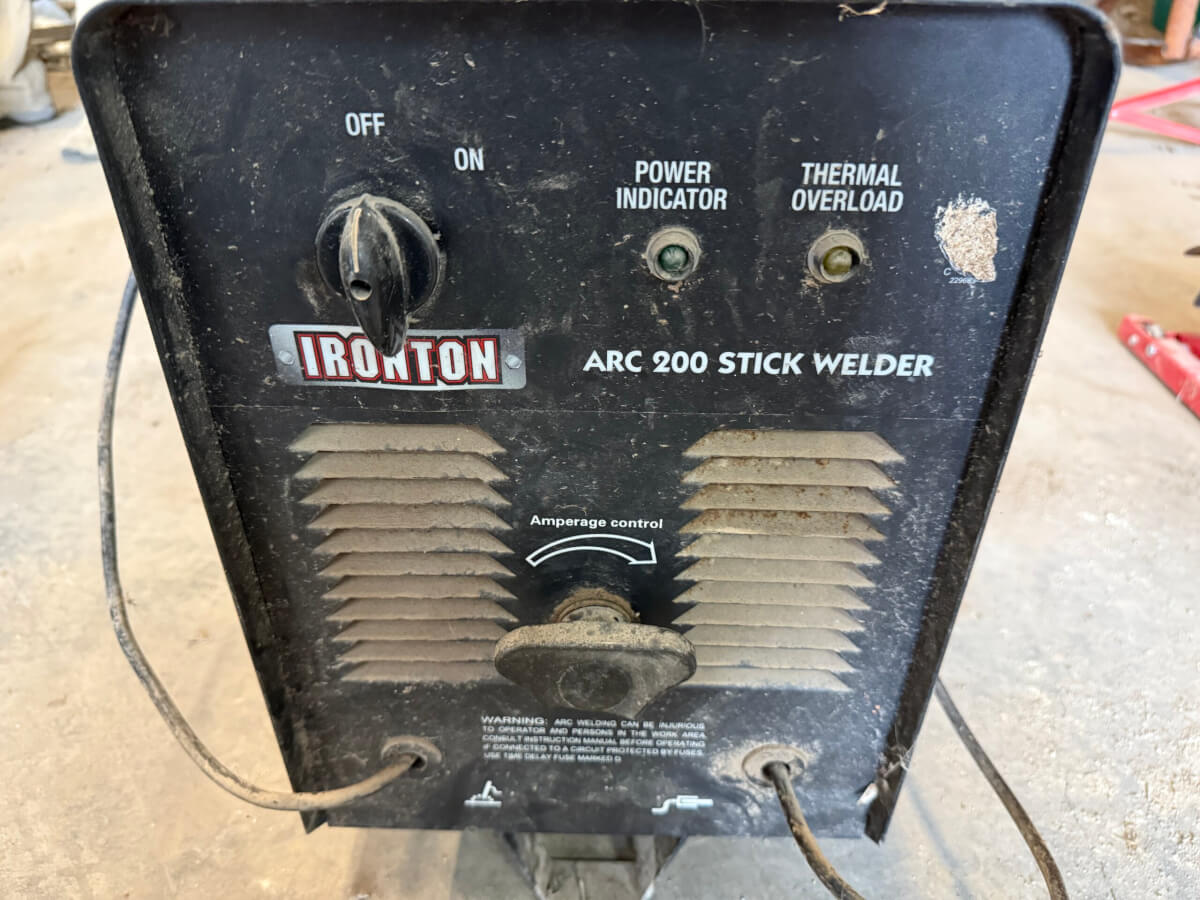 OFF
ON
POWER
INDICATOR
THERMAL
OVERLOAD
C
IRONTON
ARC 200 STICK WELDER
Amperage control
WARNING: ARC WELDING CAN BE INJURIOUS
TO OPERATOR AND PERSONS IN THE WORK AREA
CONSULT INSTRUCTION MANUAL BEFORE OPERATING
IF CONNECTED TO A CIRCUIT PROTECTED BY FUSES.
USE TIME DELAY FUSE MARKED D